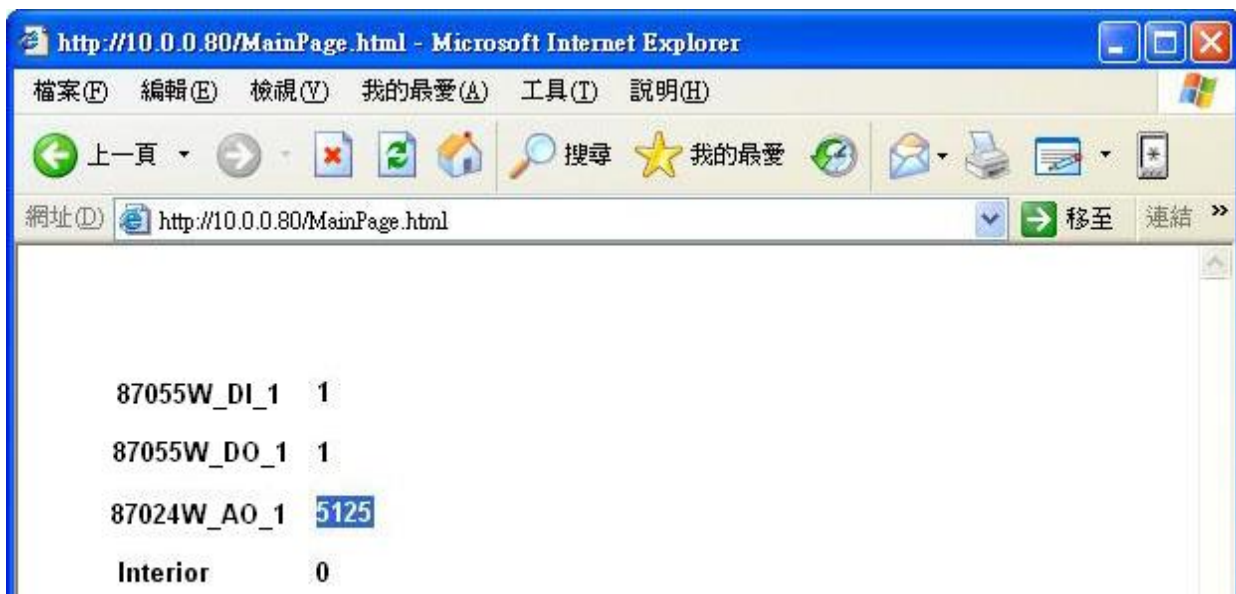 http://10.0.0.80/MainPage.html - Microsoft Internet Explorer
檔案(F) 編輯(E) 檢視(V) 我的最愛(A) 工具(T) 說明(H)
上一頁 搜尋 我的最愛
網址(D) http://10.0.0.80/MainPage.html 移至 連結 »
87055W_DI_1 1
87055W_DO_1 1
87024W_AO_1 5125
Interior 0